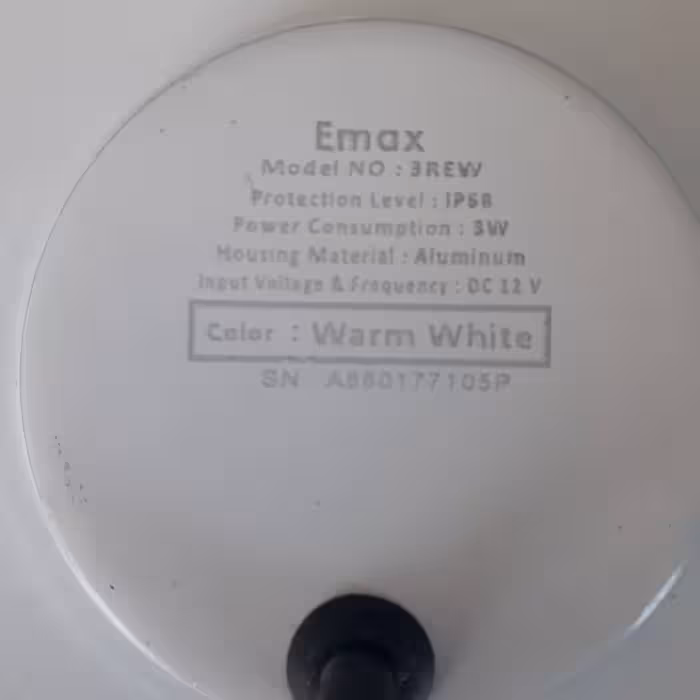 Emax
Model NO : 3REW
Protection Level : IP68
Power Consumption : 3W
Housing Material : Aluminum
Input Voltage & Frequency : DC 12 V
Color : Warm White
SN